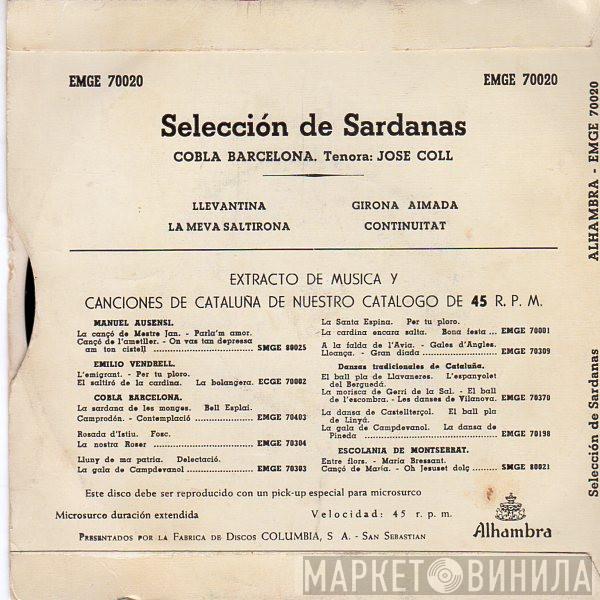 EMGE 70020
EMGE 70020
Selección de Sardanas
COBLA BARCELONA. Tenora: JOSE COLL
LLEVANTINA
LA MEVA SALTIRONA
GIRONA AIMADA
CONTINUITAT
EXTRACTO DE MUSICA Y
CANCIONES DE CATALUÑA DE NUESTRO CATALOGO DE 45 R. P. M.
MANUEL AUSENSI.
La cançó de Mestre Jan. - Parla'm amor.
Cançó de l'ametller. - On vas tan depressa
am ton cistell ........ SMGE 80025
EMILIO VENDRELL.
L'emigrant. - Per tu ploro.
El saltiró de la cardina. La bolangera. ECGE 70002
COBLA BARCELONA.
La sardana de les monges. Bell Esplai.
Camprodón. - Contemplació ........ EMGE 70403
Rosada d'Istiu. Fosc.
La nostra Roser ........ EMGE 70304
Lluny de ma patria. Delectació.
La gala de Campdevanol ........ EMGE 70303
La Santa Espina. Per tu ploro.
La cardina encara salta. Bona festa ... EMGE 70001
A la falda de l'Avia. - Gales d'Angles.
Lloança. - Gran diada ........ EMGE 70309
Danzas tradicionales de Cataluña.
El ball pla de Llavaneres. L'espanyolet
del Berguedá.
La morisca de Gerri de la Sal. - El ball
de l'escombra. - Les danses de Vilanova. EMGE 70370
La dansa de Castellterçol. El ball pla
de Linyá.
La gala de Campdevanol. La dansa de
Pineda ........ EMGE 70198
ESCOLANIA DE MONTSERRAT.
Entre flors. - Maria Bressant.
Cançó de María. - Oh Jesuset dolç ...... SMGE 80021
Este disco debe ser reproducido con un pick-up especial para microsurco
Microsurco duración extendida
Velocidad: 45 r. p. m.
PRESENTADOS POR LA FABRICA DE DISCOS COLUMBIA, S A. - SAN SEBASTIAN
Alhambra
ALHAMBRA - EMGE 70020
Selección de Sardanas
МАРКЕТ ВИНИЛА